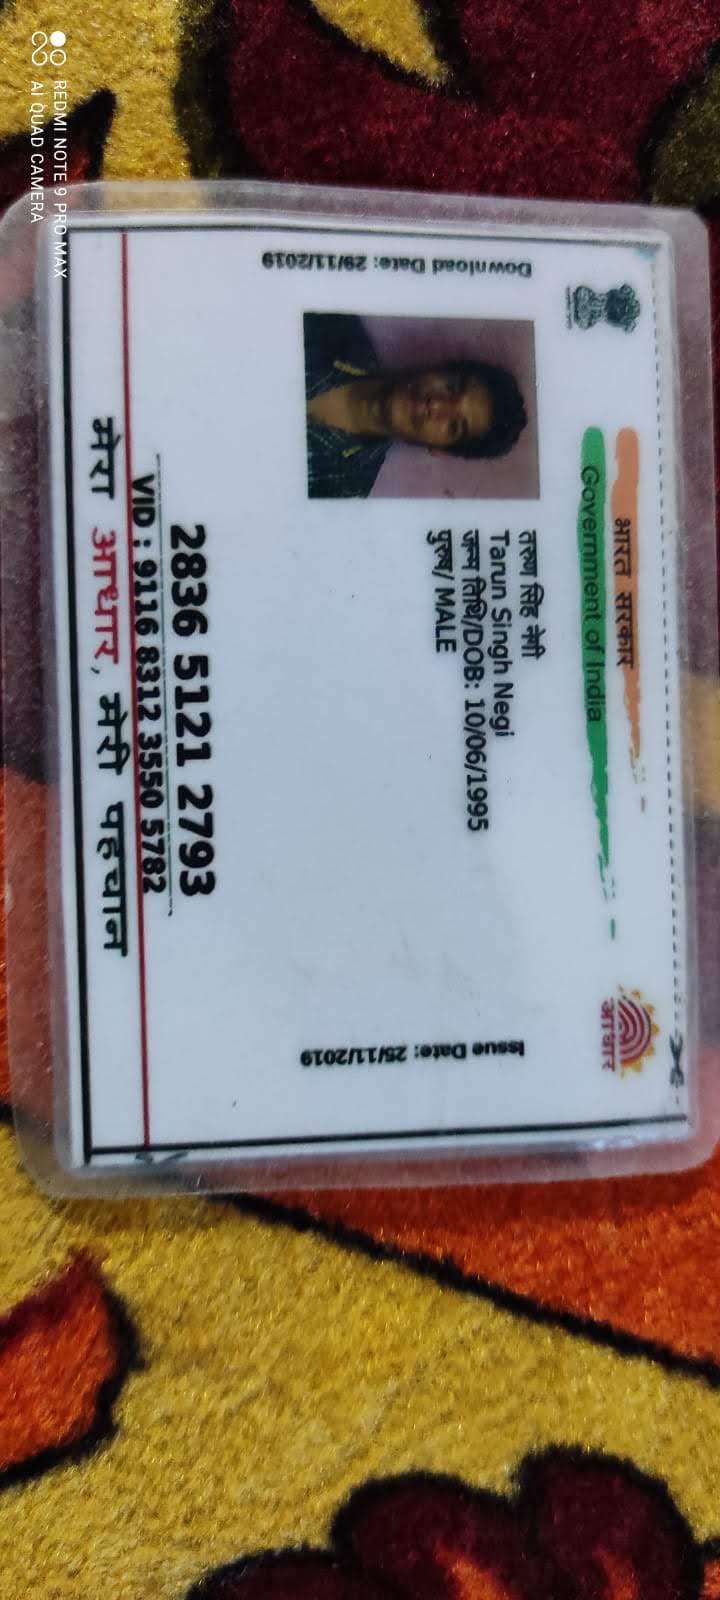 भारत सरकार
Government of India
Download Date: 29/11/2019
तरुण सिंह नेगी
Tarun Singh Negi
जन्म तिथि/DOB: 10/06/1995
पुरुष/ MALE
Issue Date: 25/11/2019
आधार
2836 5121 2793
VID : 9116 8312 3550 5782
मेरा आधार, मेरी पहचान
REDMI NOTE 9 PRO MAX
AI QUAD CAMERA